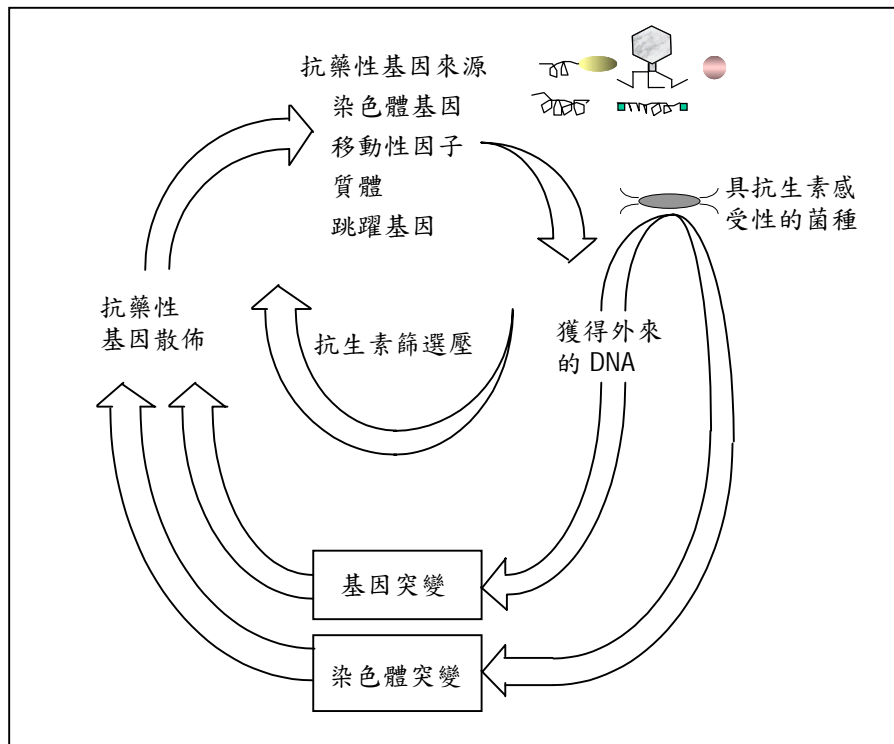 抗藥性基因來源
染色體基因
移動性因子
質體
跳躍基因
具抗生素感
受性的菌種
抗藥性
基因散佈
抗生素篩選壓
獲得外來
的 DNA
基因突變
染色體突變